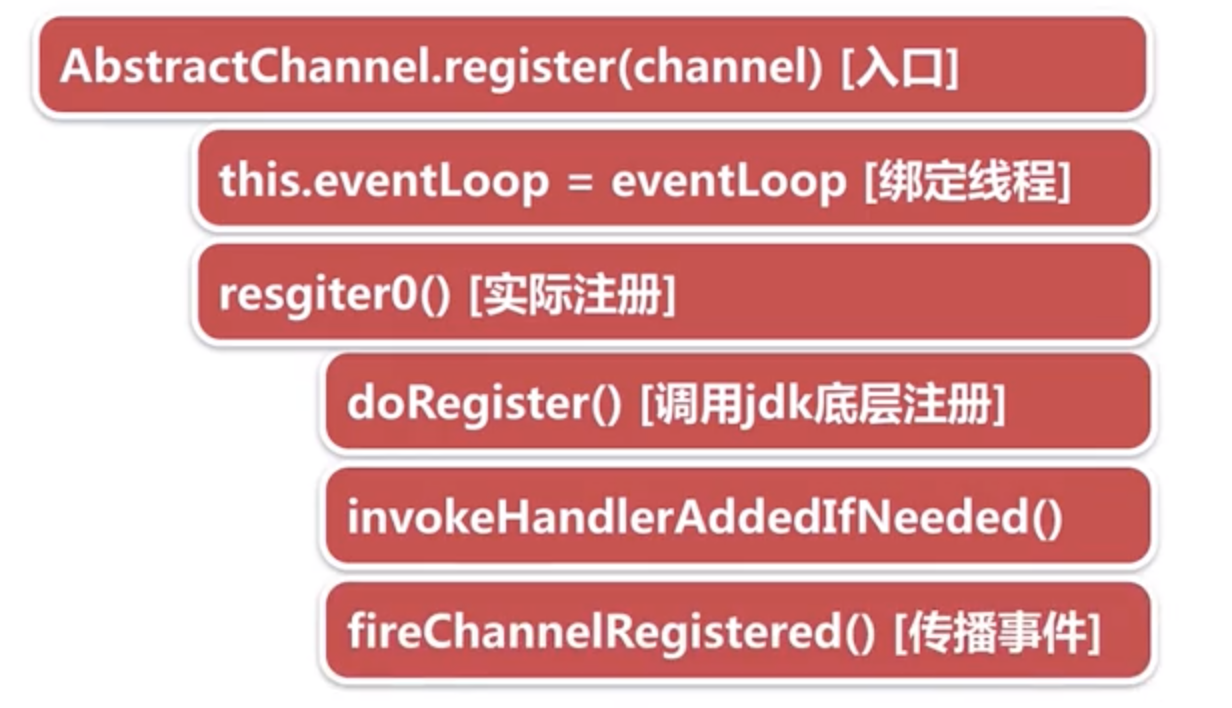 AbstractChannel.register(channel) [入口]
this.eventLoop = eventLoop [绑定线程]
resgiter0() [实际注册]
doRegister() [调用jdk底层注册]
invokeHandlerAddedIfNeeded()
fireChannelRegistered() [传播事件]